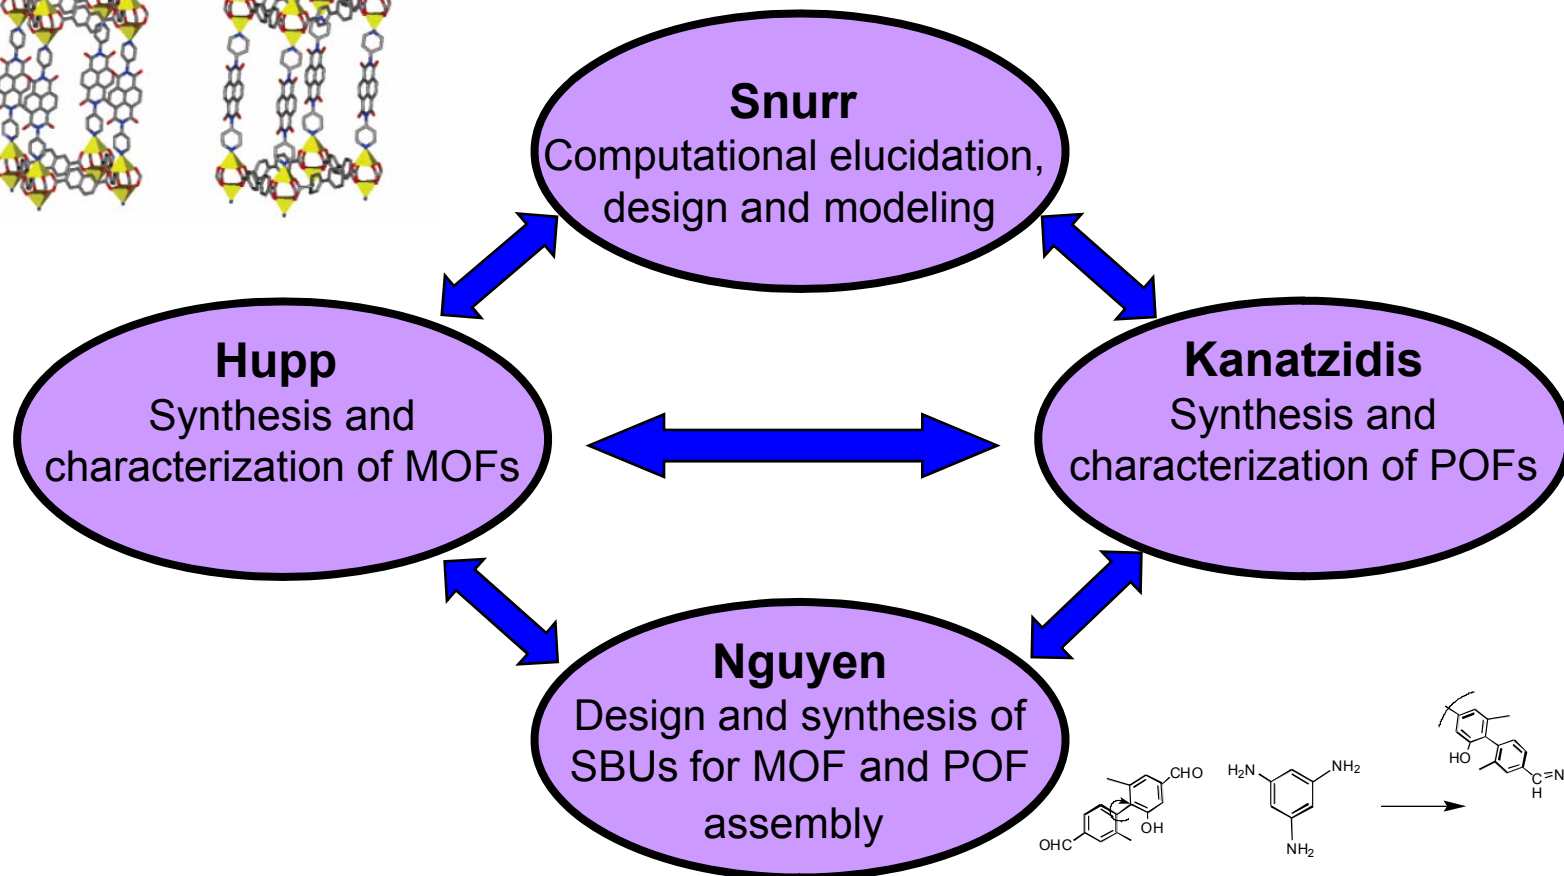 Snurr
Computational elucidation,
design and modeling
Hupp
Synthesis and
characterization of MOFs
Kanatzidis
Synthesis and
characterization of POFs
Nguyen
Design and synthesis of
SBUs for MOF and POF
assembly
CHO
OH
OHC
H₂N
NH₂
NH₂
HO
C=N
H